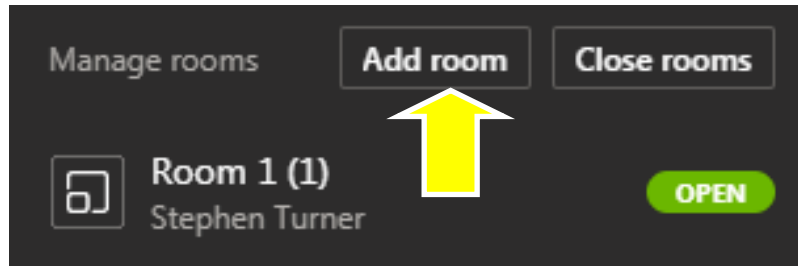 Manage rooms Add room Close rooms
Room 1 (1)
Stephen Turner
OPEN